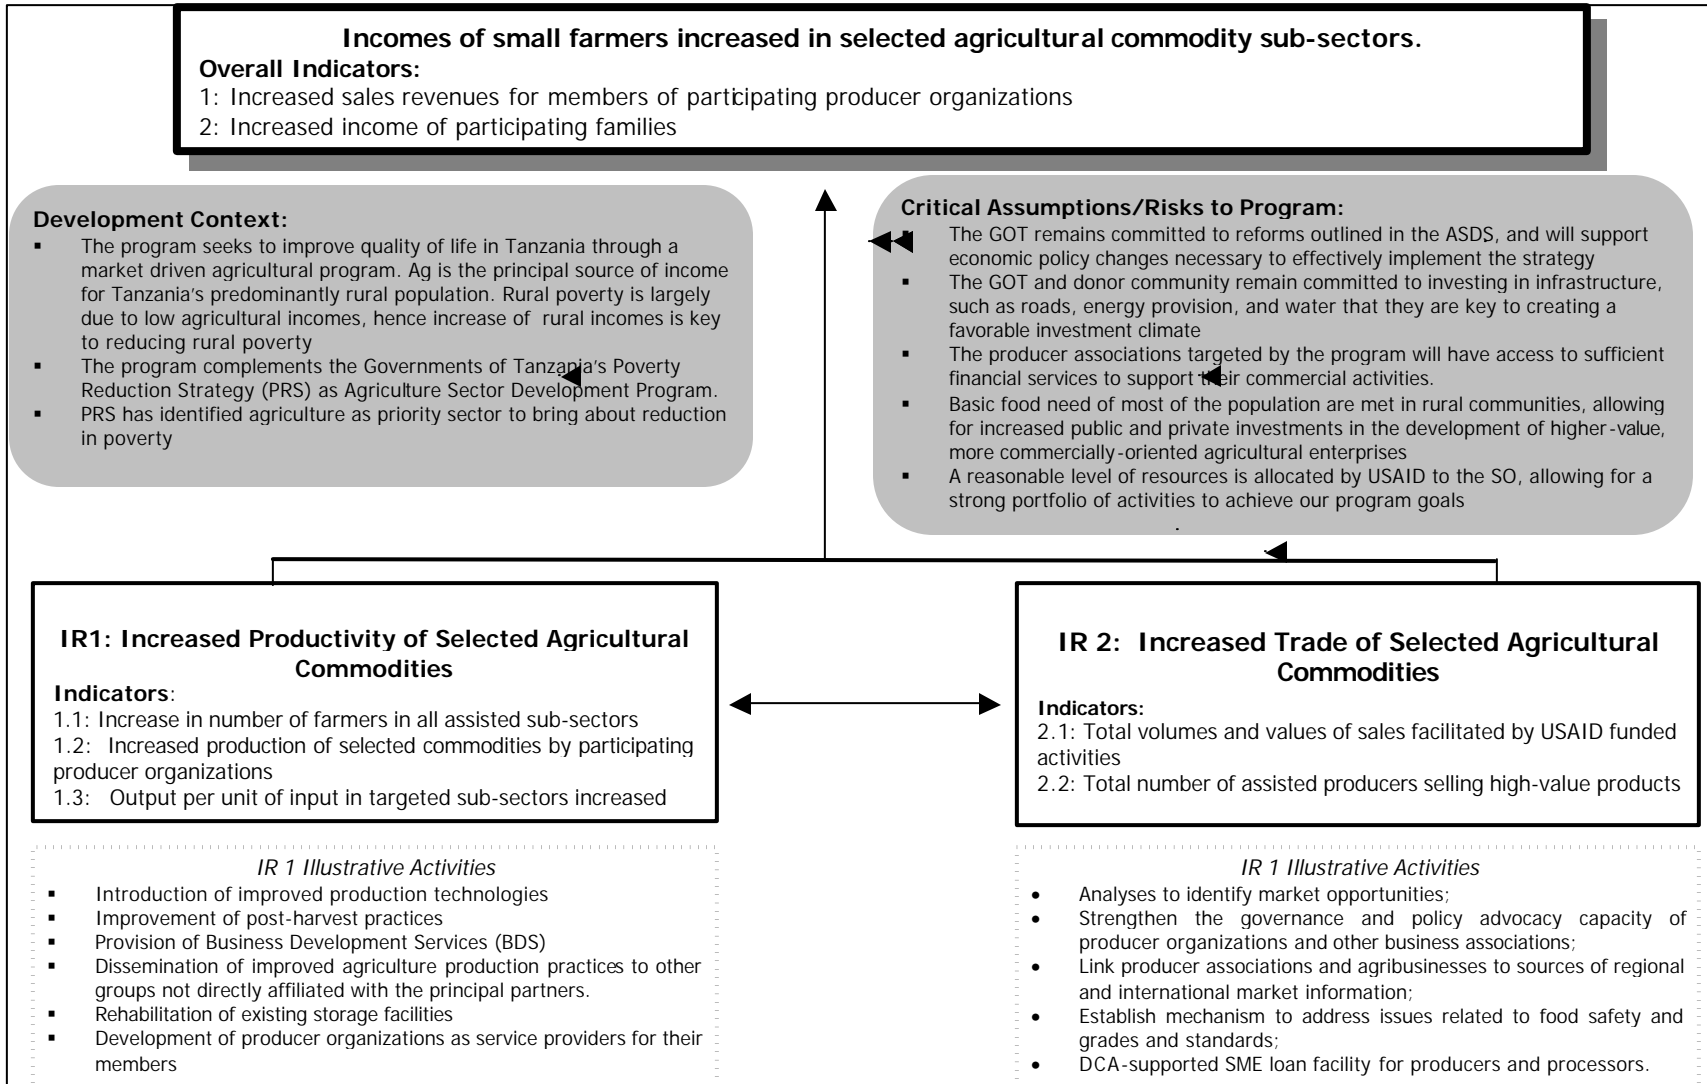 Incomes of small farmers increased in selected agricultural commodity sub-sectors.
Overall Indicators:
1: Increased sales revenues for members of participating producer organizations
2: Increased income of participating families
Development Context:
▪ The program seeks to improve quality of life in Tanzania through a
market driven agricultural program. Ag is the principal source of income
for Tanzania's predominantly rural population. Rural poverty is largely
due to low agricultural incomes, hence increase of rural incomes is key
to reducing rural poverty
▪ The program complements the Governments of Tanzania's Poverty
Reduction Strategy (PRS) as Agriculture Sector Development Program.
▪ PRS has identified agriculture as priority sector to bring about reduction
in poverty
Critical Assumptions/Risks to Program:
▪ The GOT remains committed to reforms outlined in the ASDS, and will support
economic policy changes necessary to effectively implement the strategy
▪ The GOT and donor community remain committed to investing in infrastructure,
such as roads, energy provision, and water that they are key to creating a
favorable investment climate
▪ The producer associations targeted by the program will have access to sufficient
financial services to support their commercial activities.
▪ Basic food need of most of the population are met in rural communities, allowing
for increased public and private investments in the development of higher-value,
more commercially-oriented agricultural enterprises
▪ A reasonable level of resources is allocated by USAID to the SO, allowing for a
strong portfolio of activities to achieve our program goals
.
IR1: Increased Productivity of Selected Agricultural
Commodities
Indicators:
1.1: Increase in number of farmers in all assisted sub-sectors
1.2: Increased production of selected commodities by participating
producer organizations
1.3: Output per unit of input in targeted sub-sectors increased
IR 2: Increased Trade of Selected Agricultural
Commodities
Indicators:
2.1: Total volumes and values of sales facilitated by USAID funded
activities
2.2: Total number of assisted producers selling high-value products
IR 1 Illustrative Activities
▪ Introduction of improved production technologies
▪ Improvement of post-harvest practices
▪ Provision of Business Development Services (BDS)
▪ Dissemination of improved agriculture production practices to other
groups not directly affiliated with the principal partners.
▪ Rehabilitation of existing storage facilities
▪ Development of producer organizations as service providers for their
members
IR 1 Illustrative Activities
• Analyses to identify market opportunities;
• Strengthen the governance and policy advocacy capacity of
producer organizations and other business associations;
• Link producer associations and agribusinesses to sources of regional
and international market information;
• Establish mechanism to address issues related to food safety and
grades and standards;
• DCA-supported SME loan facility for producers and processors.